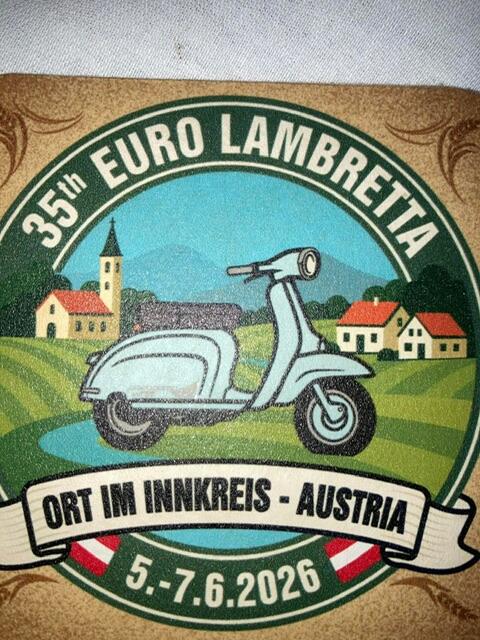 35th EURO LAMBRETTA
ORT IM INNKREIS - AUSTRIA
5.-7.6.2026